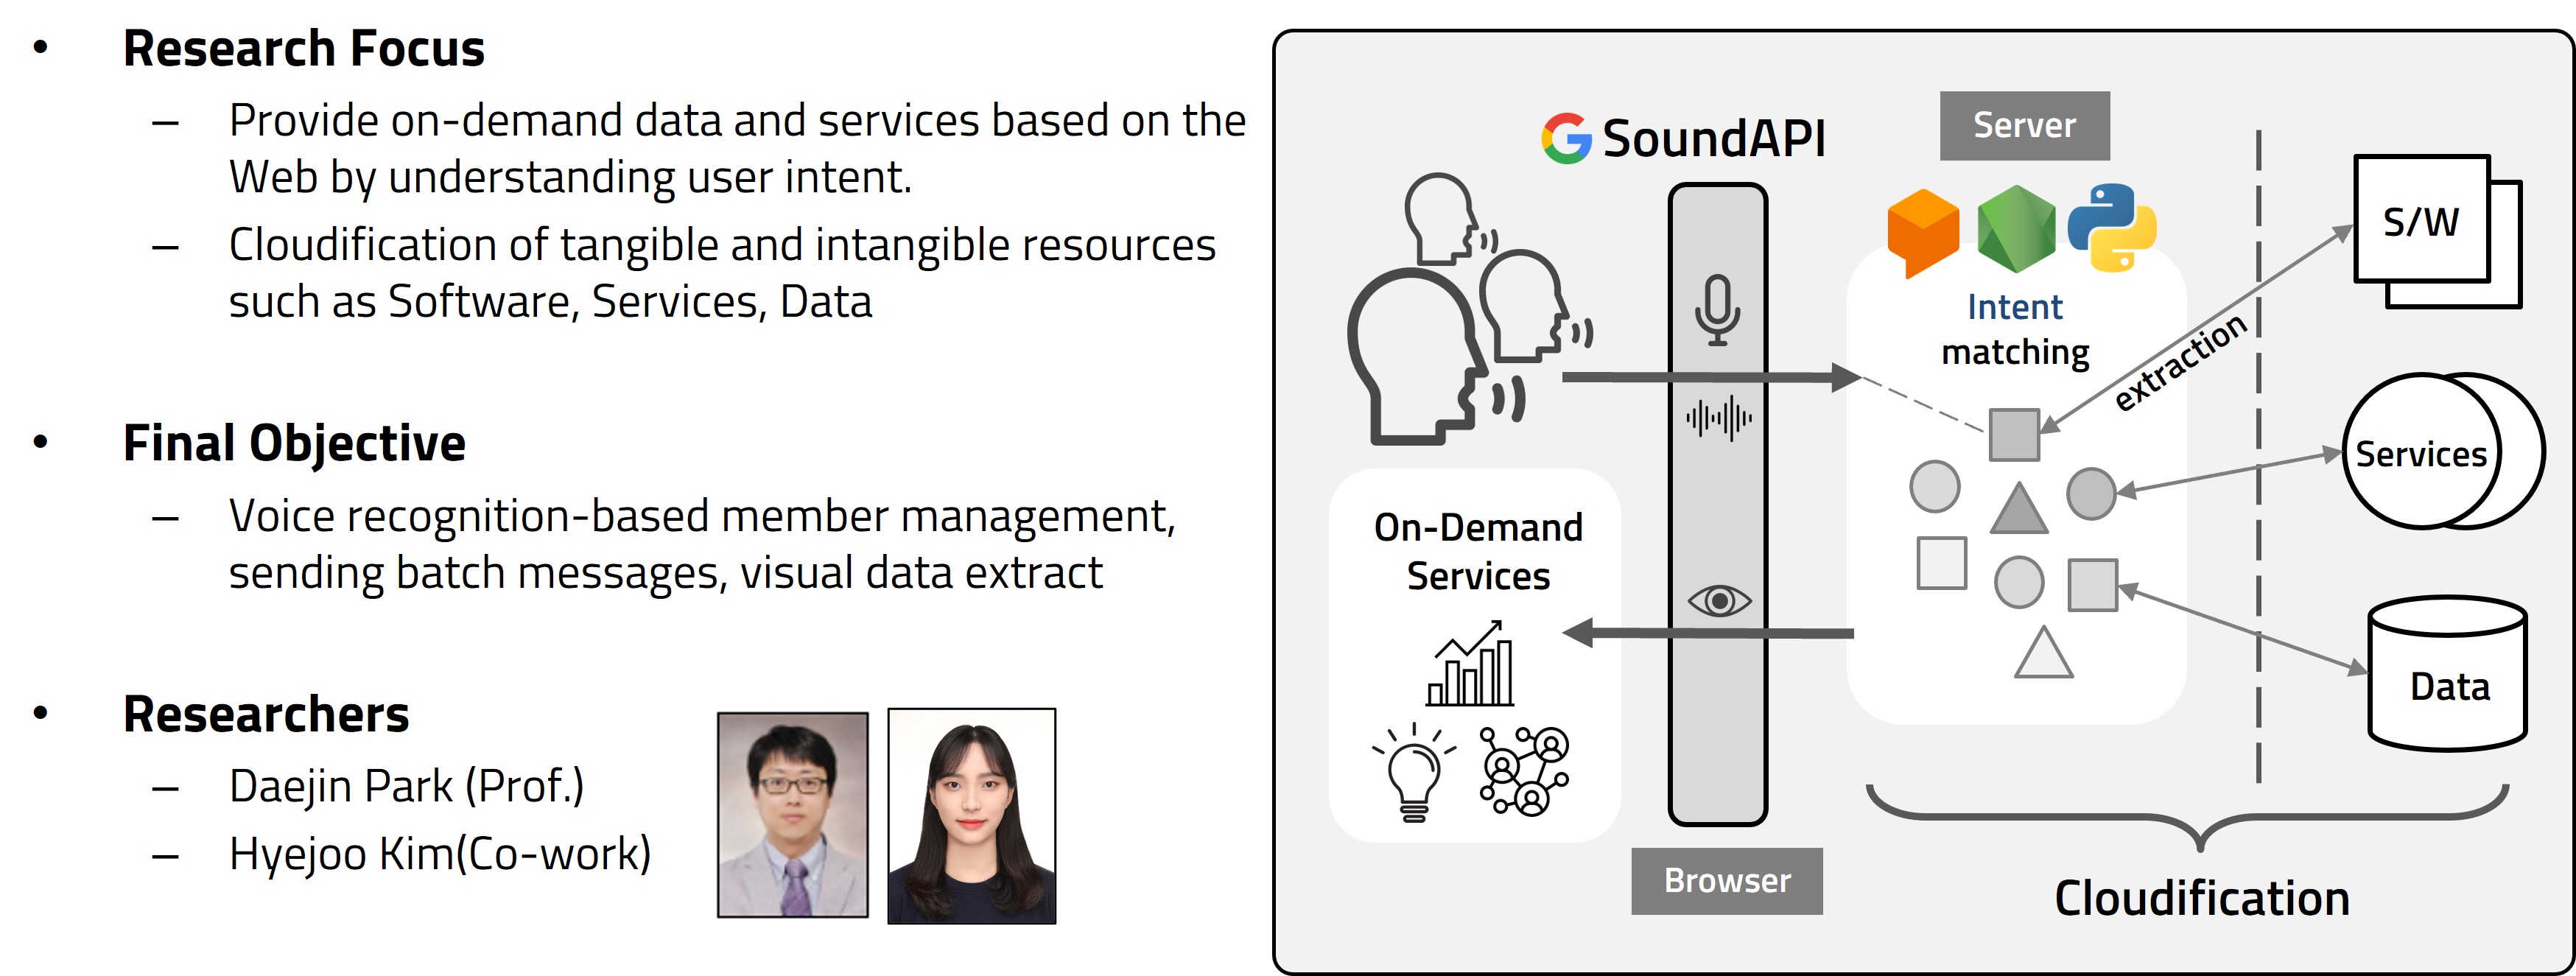 • Research Focus
– Provide on-demand data and services based on the
Web by understanding user intent.
– Cloudification of tangible and intangible resources
such as Software, Services, Data
• Final Objective
– Voice recognition-based member management,
sending batch messages, visual data extract
• Researchers
– Daejin Park (Prof.)
– Hyejoo Kim(Co-work)
G SoundAPI
Server
Intent
matching
extraction
S/W
Services
Data
On-Demand
Services
Browser
Cloudification